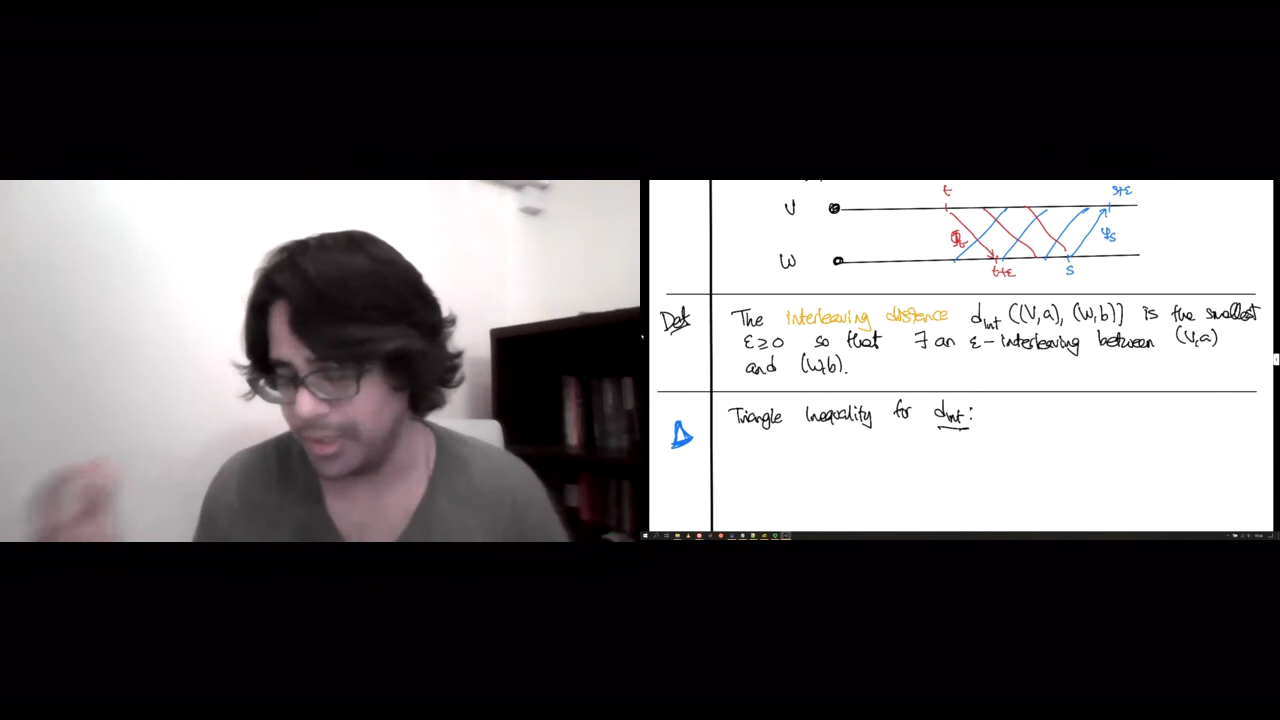 t
s+ε
V
Φt
ψs
W
t+ε
s
Def The interleaving distance dInt ((V,a), (W,b)) is the smallest
ε ≥ 0 so that ∃ an ε-interleaving between (V,a)
and (W,b).
Δ Triangle Inequality for dInt: